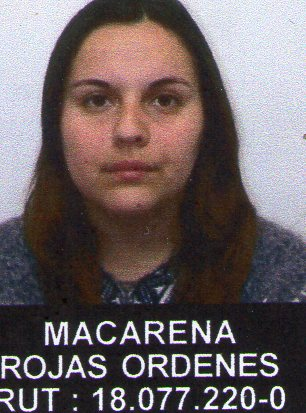 MACARENA
ROJAS ORDENES
RUT : 18.077.220-0